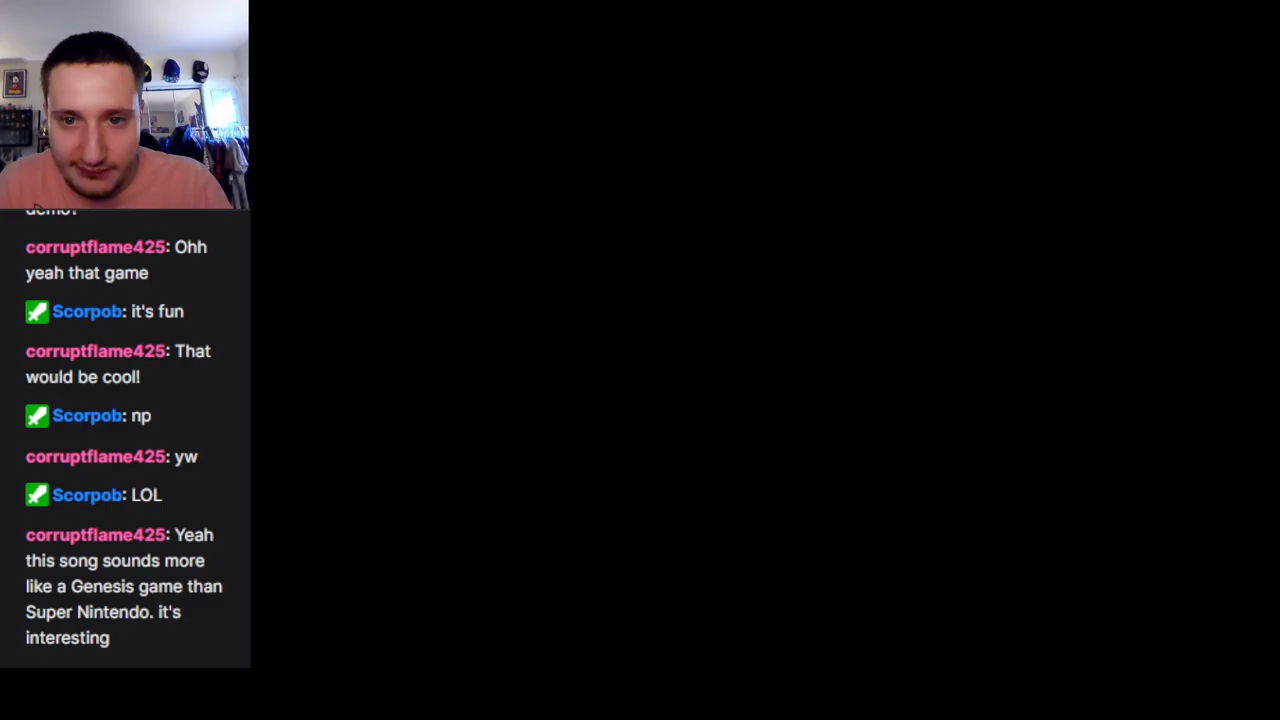 demo?
corruptflame425: Ohh
yeah that game
Scorpob: it's fun
corruptflame425: That
would be cool!
Scorpob: np
corruptflame425: yw
Scorpob: LOL
corruptflame425: Yeah
this song sounds more
like a Genesis game than
Super Nintendo. it's
interesting